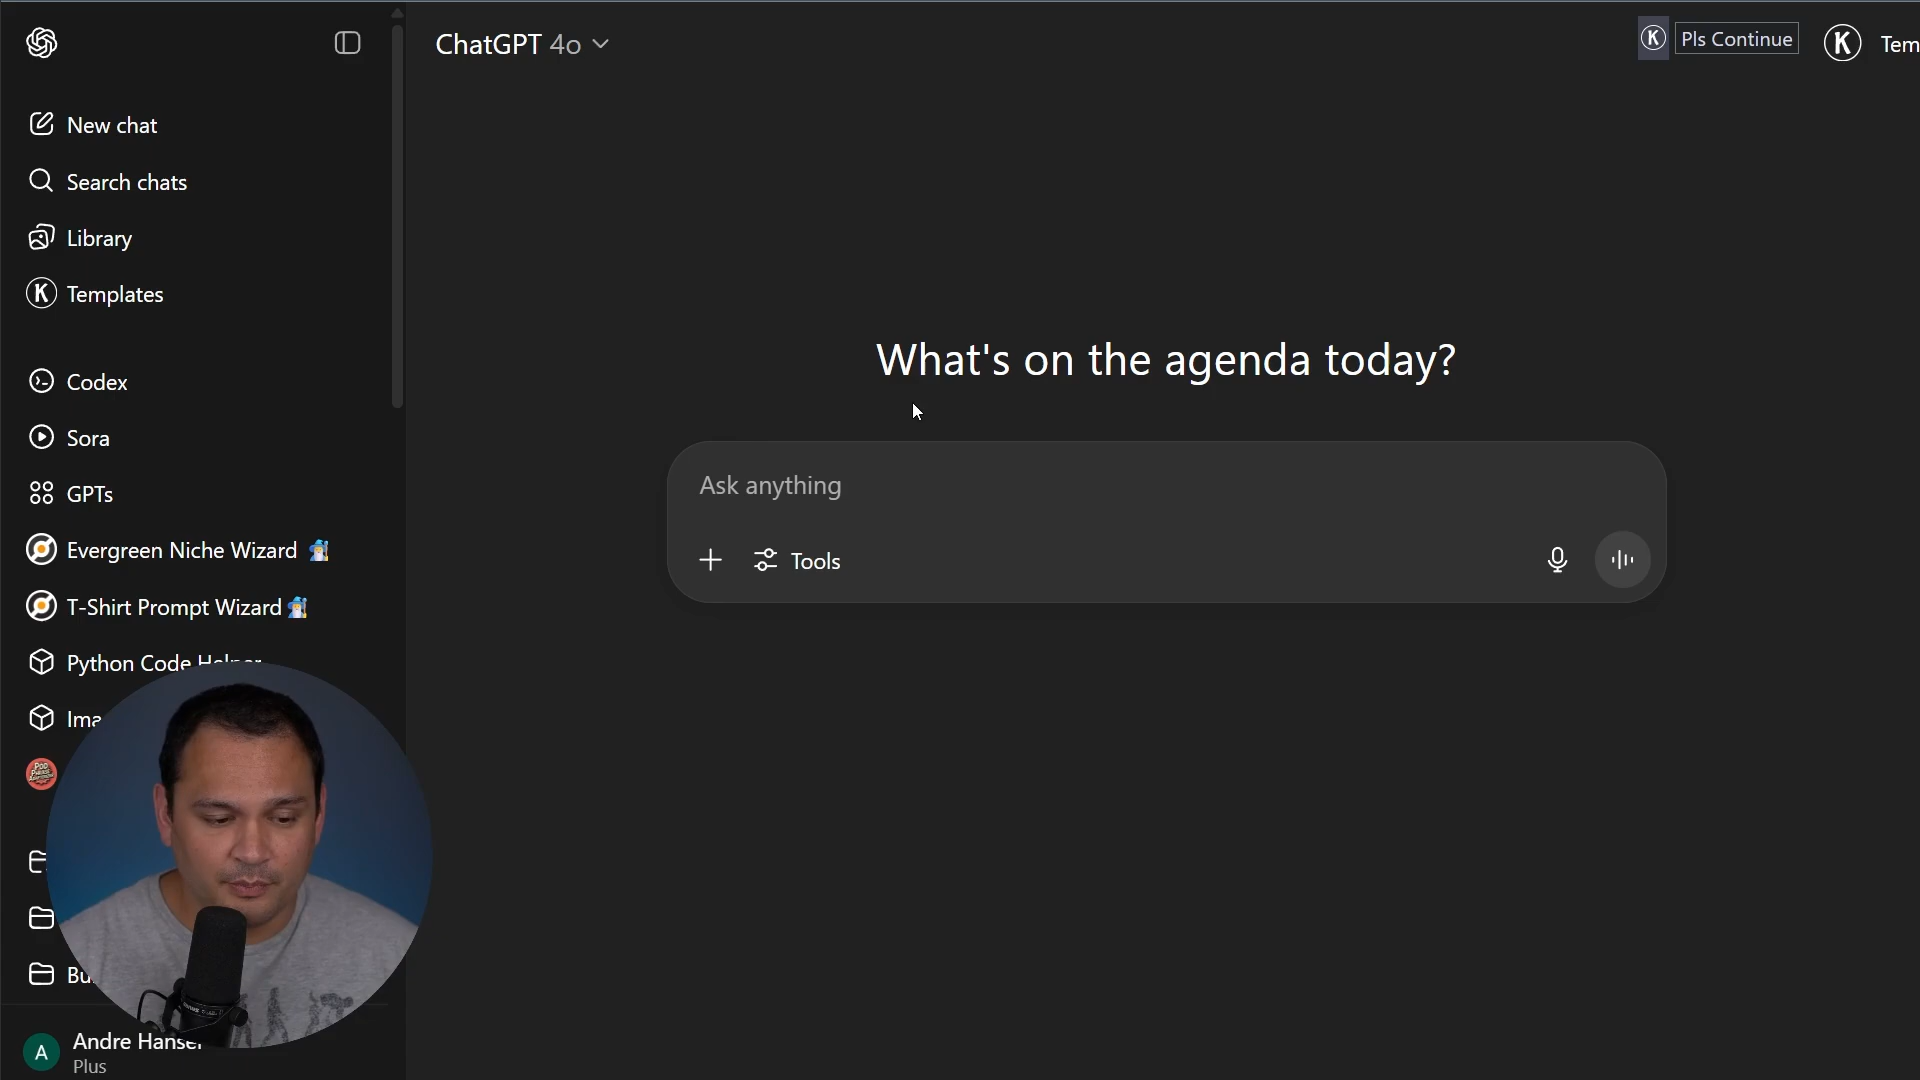 ChatGPT 4o
K Pls Continue
K Tem
New chat
Search chats
Library
K Templates
Codex
Sora
GPTs
Evergreen Niche Wizard
T-Shirt Prompt Wizard
Python Code
What's on the agenda today?
Ask anything
Tools
POD
A Andre
Plus